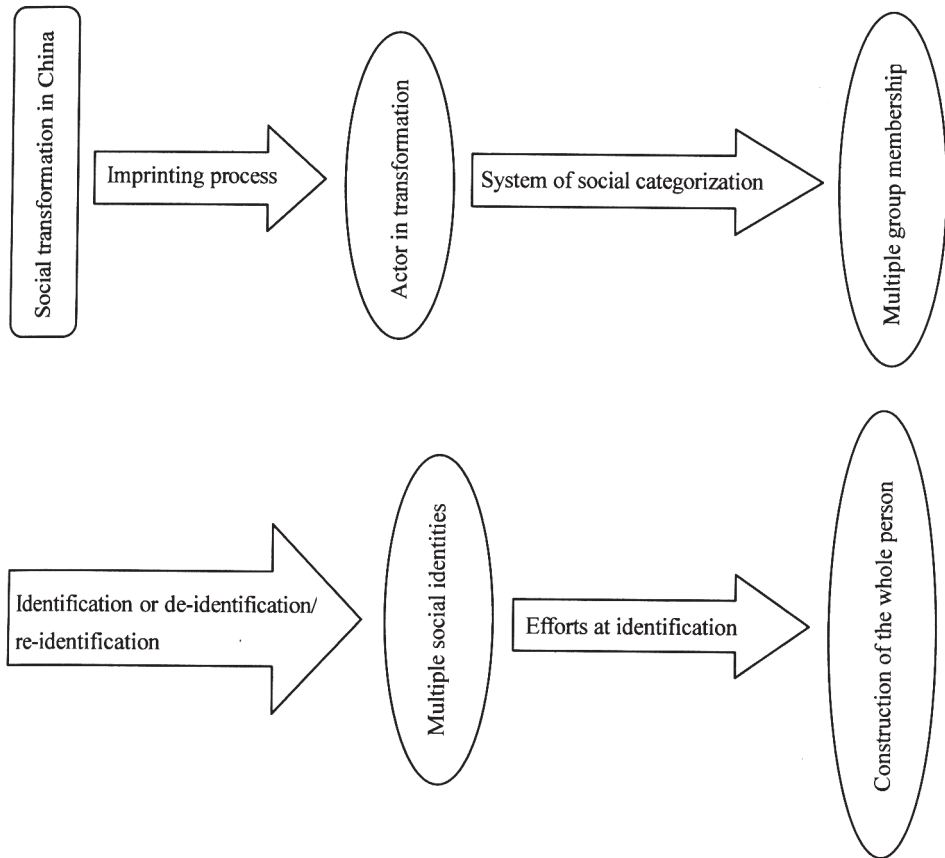 Social transformation in China
Imprinting process
Actor in transformation
System of social categorization
Multiple group membership
Identification or de-identification/
re-identification
Multiple social identities
Efforts at identification
Construction of the whole person